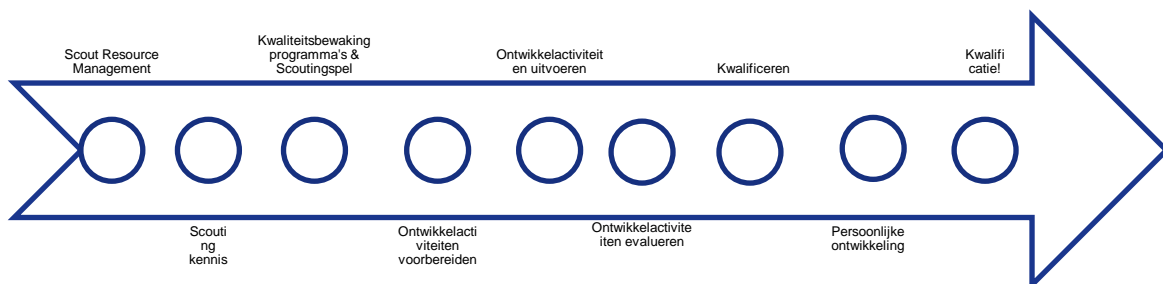 Scout Resource
Management
Kwaliteitsbewaking
programma's &
Scoutingspel
Ontwikkelactiviteit
en uitvoeren
Kwalificeren
Kwalifi
catie!
Scouti
ng
kennis
Ontwikkelacti
viteiten
voorbereiden
Ontwikkelactivite
iten evalueren
Persoonlijke
ontwikkeling